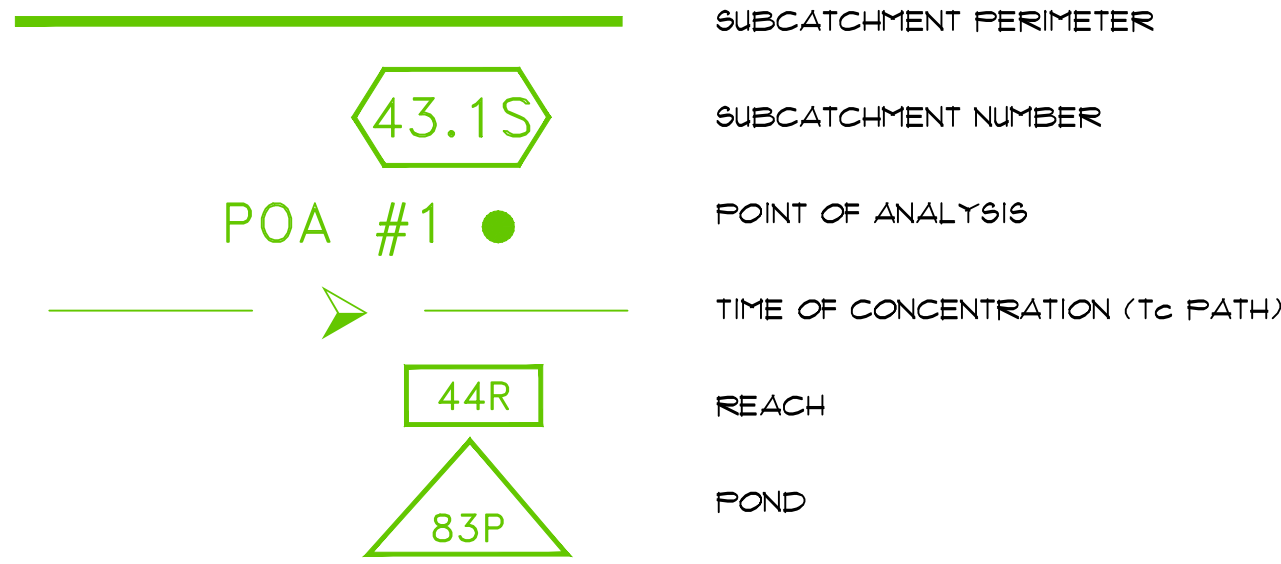 SUBCATCHMENT PERIMETER
43.1S SUBCATCHMENT NUMBER
POA #1 POINT OF ANALYSIS
TIME OF CONCENTRATION (Tc PATH)
44R REACH
83P POND